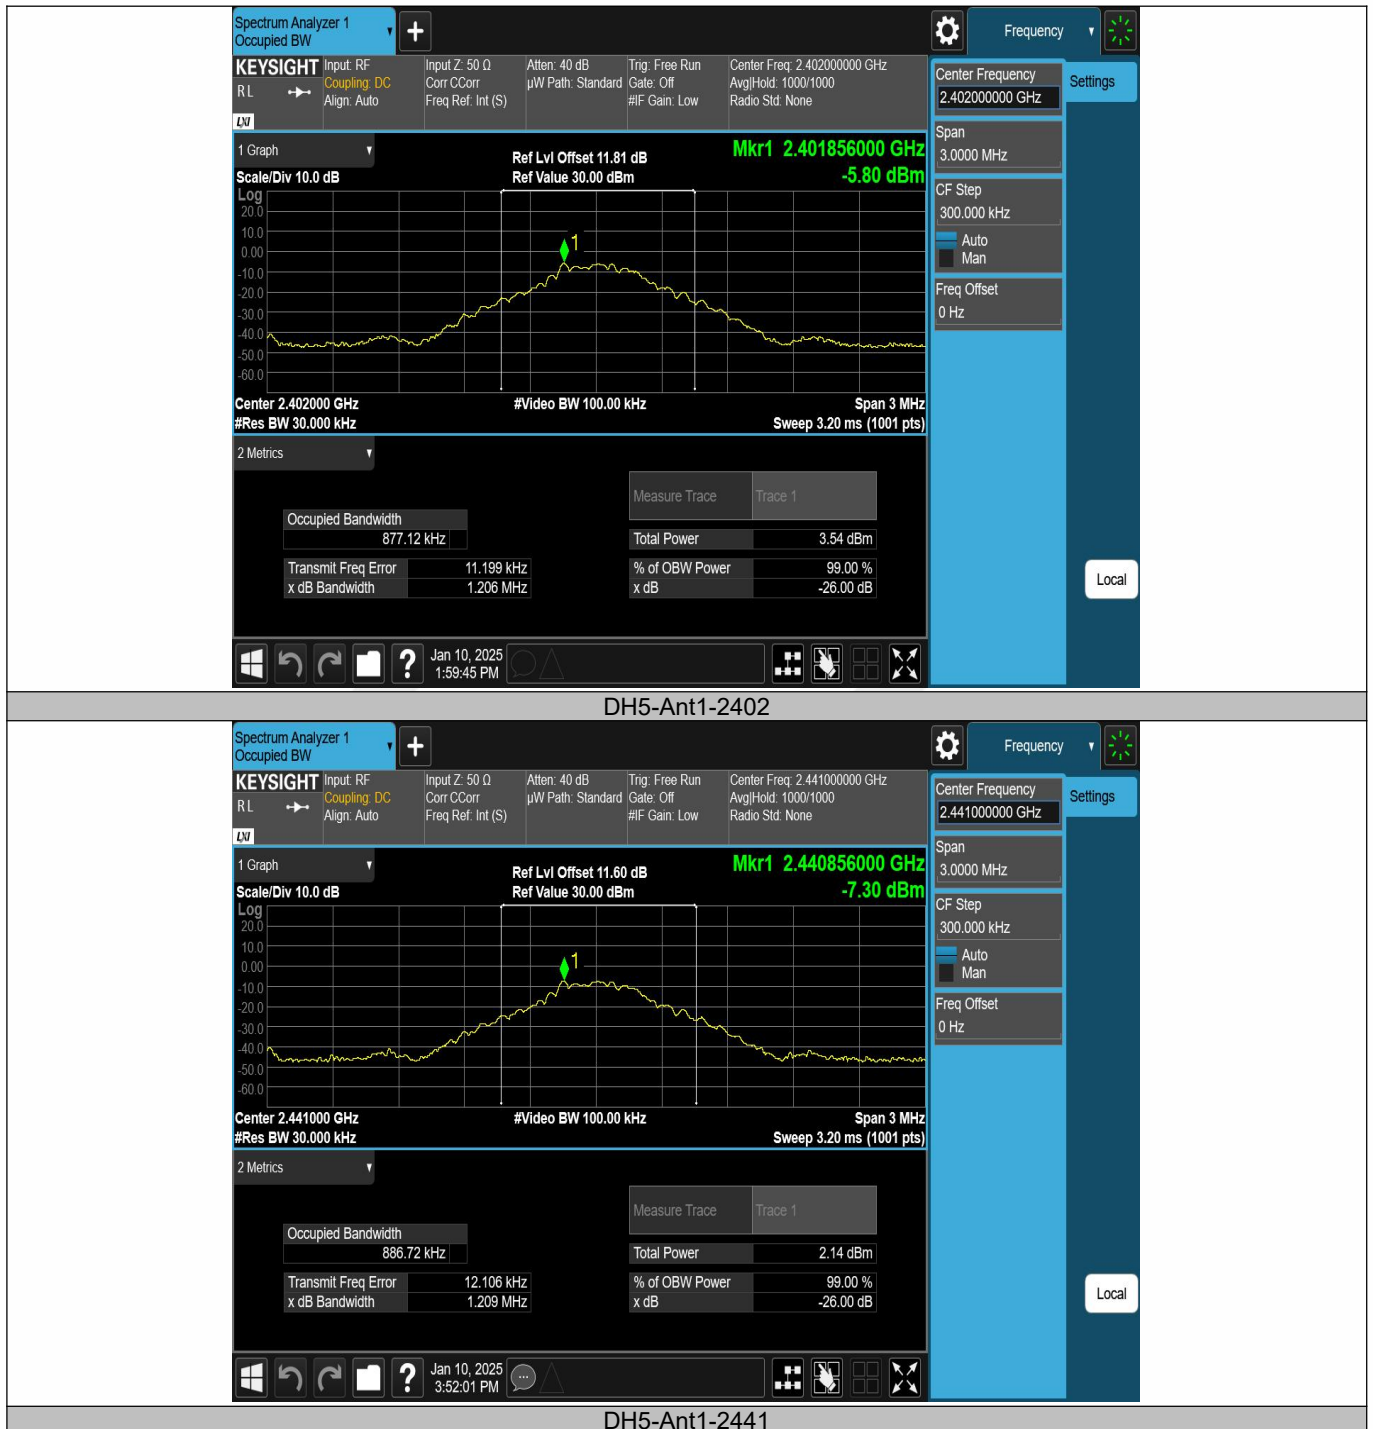 Spectrum Analyzer 1
Occupied BW
Frequency
KEYSIGHT Input: RF Input Z: 50 Ω Atten: 40 dB Trig: Free Run Center Freq: 2.402000000 GHz
RL Coupling: DC Corr CCorr µW Path: Standard Gate: Off Avg|Hold: 1000/1000
Align: Auto Freq Ref: Int (S) #IF Gain: Low Radio Std: None
LXI
Center Frequency
2.402000000 GHz
Settings
Span
3.0000 MHz
CF Step
300.000 kHz
Auto
Man
Freq Offset
0 Hz
Local
1 Graph
Ref Lvl Offset 11.81 dB
Mkr1 2.401856000 GHz
Scale/Div 10.0 dB
Ref Value 30.00 dBm
-5.80 dBm
Log
20.0
10.0
0.00
-10.0
-20.0
-30.0
-40.0
-50.0
-60.0
1
Center 2.402000 GHz #Video BW 100.00 kHz Span 3 MHz
#Res BW 30.000 kHz Sweep 3.20 ms (1001 pts)
2 Metrics
Measure Trace Trace 1
Occupied Bandwidth
877.12 kHz
Total Power 3.54 dBm
Transmit Freq Error 11.199 kHz % of OBW Power 99.00 %
x dB Bandwidth 1.206 MHz x dB -26.00 dB
Jan 10, 2025
1:59:45 PM
DH5-Ant1-2402
Spectrum Analyzer 1
Occupied BW
Frequency
KEYSIGHT Input: RF Input Z: 50 Ω Atten: 40 dB Trig: Free Run Center Freq: 2.441000000 GHz
RL Coupling: DC Corr CCorr µW Path: Standard Gate: Off Avg|Hold: 1000/1000
Align: Auto Freq Ref: Int (S) #IF Gain: Low Radio Std: None
LXI
Center Frequency
2.441000000 GHz
Settings
Span
3.0000 MHz
CF Step
300.000 kHz
Auto
Man
Freq Offset
0 Hz
Local
1 Graph
Ref Lvl Offset 11.60 dB
Mkr1 2.440856000 GHz
Scale/Div 10.0 dB
Ref Value 30.00 dBm
-7.30 dBm
Log
20.0
10.0
0.00
-10.0
-20.0
-30.0
-40.0
-50.0
-60.0
1
Center 2.441000 GHz #Video BW 100.00 kHz Span 3 MHz
#Res BW 30.000 kHz Sweep 3.20 ms (1001 pts)
2 Metrics
Measure Trace Trace 1
Occupied Bandwidth
886.72 kHz
Total Power 2.14 dBm
Transmit Freq Error 12.106 kHz % of OBW Power 99.00 %
x dB Bandwidth 1.209 MHz x dB -26.00 dB
Jan 10, 2025
3:52:01 PM
DH5-Ant1-2441